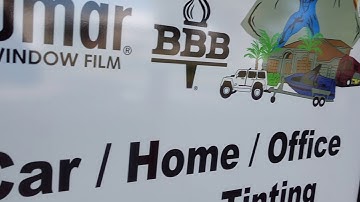 umar®
WINDOW FILM
BBB
Car / Home / Office
Tinting